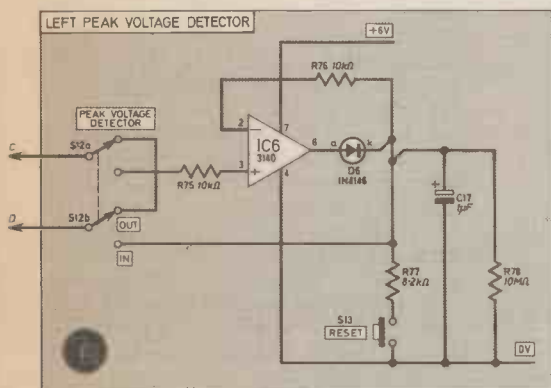 LEFT PEAK VOLTAGE DETECTOR
+6V
R76 10kΩ
PEAK VOLTAGE
DETECTOR
2
7
C
S12a
IC6
3140
6
a
k
R75 10kΩ
3
4
D6
1N4148
+
C17
1μF
D
S12b
OUT
IN
R77
8·2kΩ
R78
10MΩ
S13
RESET
0V